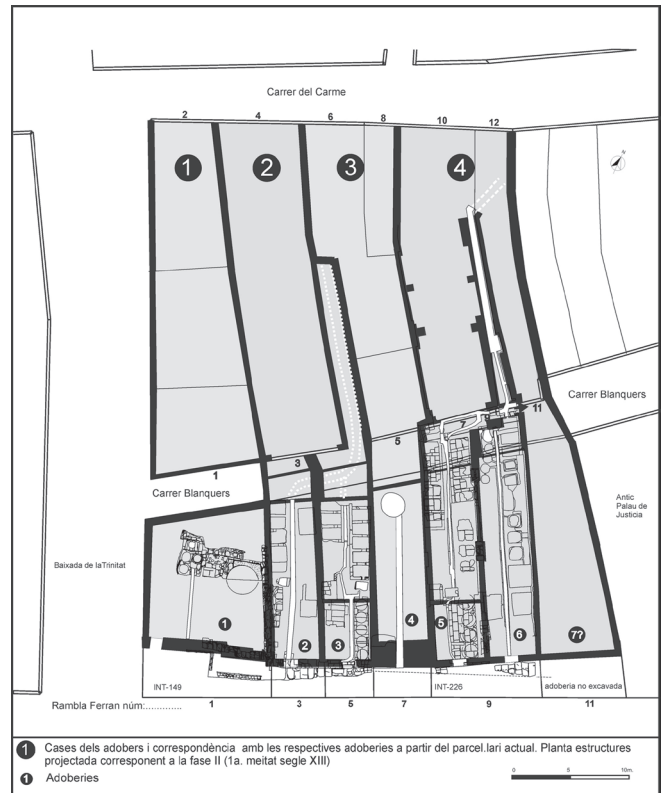 Carrer del Carme
2 4 6 8 10 12
1 2 3 4
N
Carrer Blanquers
11
5
3
1
Carrer Blanquers
Antic
Palau de
Justicia
Baixada de laTrinitat
1 2 3 4 5 6 7?
INT-149 INT-226 adoberia no excavada
Rambla Ferran núm:............. 1 3 5 7 9 11
1 Cases dels adobers i correspondència amb les respectives adoberies a partir del parcel.lari actual. Planta estructures
projectada corresponent a la fase II (1a. meitat segle XIII)
1 Adoberies
0 5 10m.